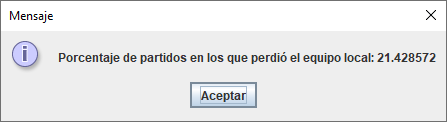 Mensaje
Porcentaje de partidos en los que perdió el equipo local: 21.428572
Aceptar